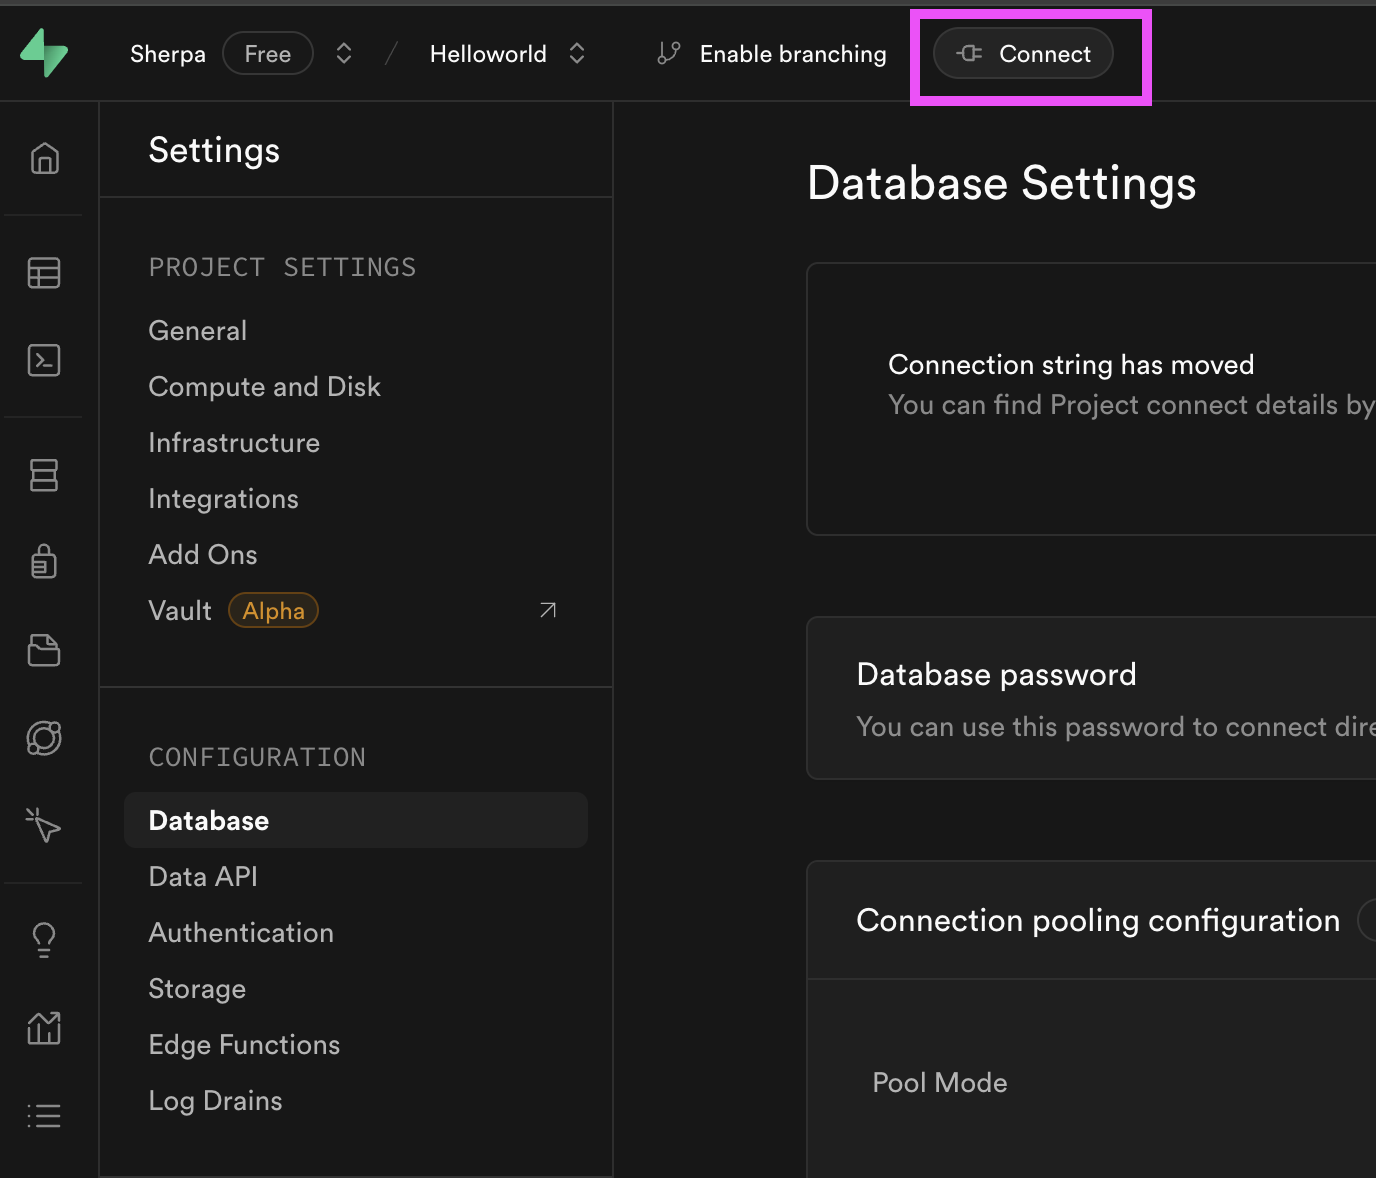 Sherpa Free / Helloworld Enable branching Connect
Settings
PROJECT SETTINGS
General
Compute and Disk
Infrastructure
Integrations
Add Ons
Vault Alpha
CONFIGURATION
Database
Data API
Authentication
Storage
Edge Functions
Log Drains
Database Settings
Connection string has moved
You can find Project connect details by
Database password
You can use this password to connect dire
Connection pooling configuration
Pool Mode